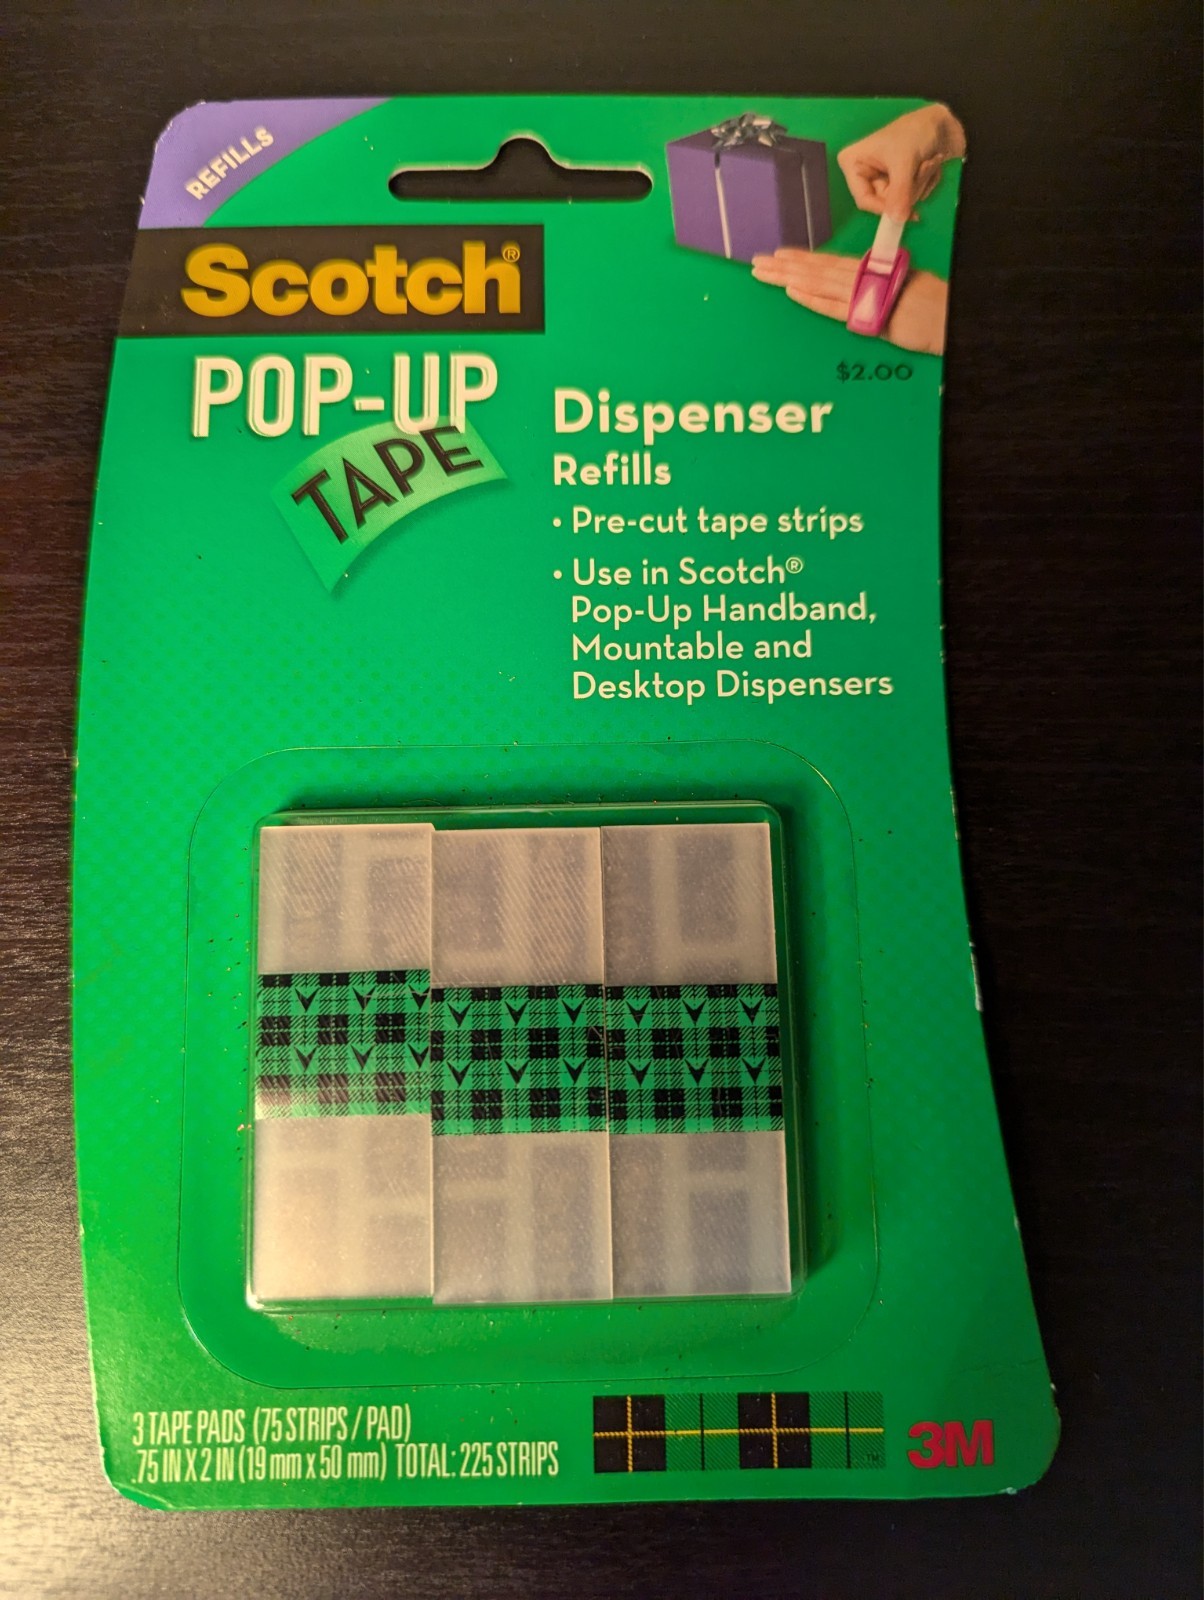 REFILLS
Scotch®
POP-UP
TAPE
$2.00
Dispenser
Refills
• Pre-cut tape strips
• Use in Scotch®
Pop-Up Handband,
Mountable and
Desktop Dispensers
3 TAPE PADS (75 STRIPS / PAD)
.75 IN X 2 IN (19 mm x 50 mm) TOTAL: 225 STRIPS
TM
3M